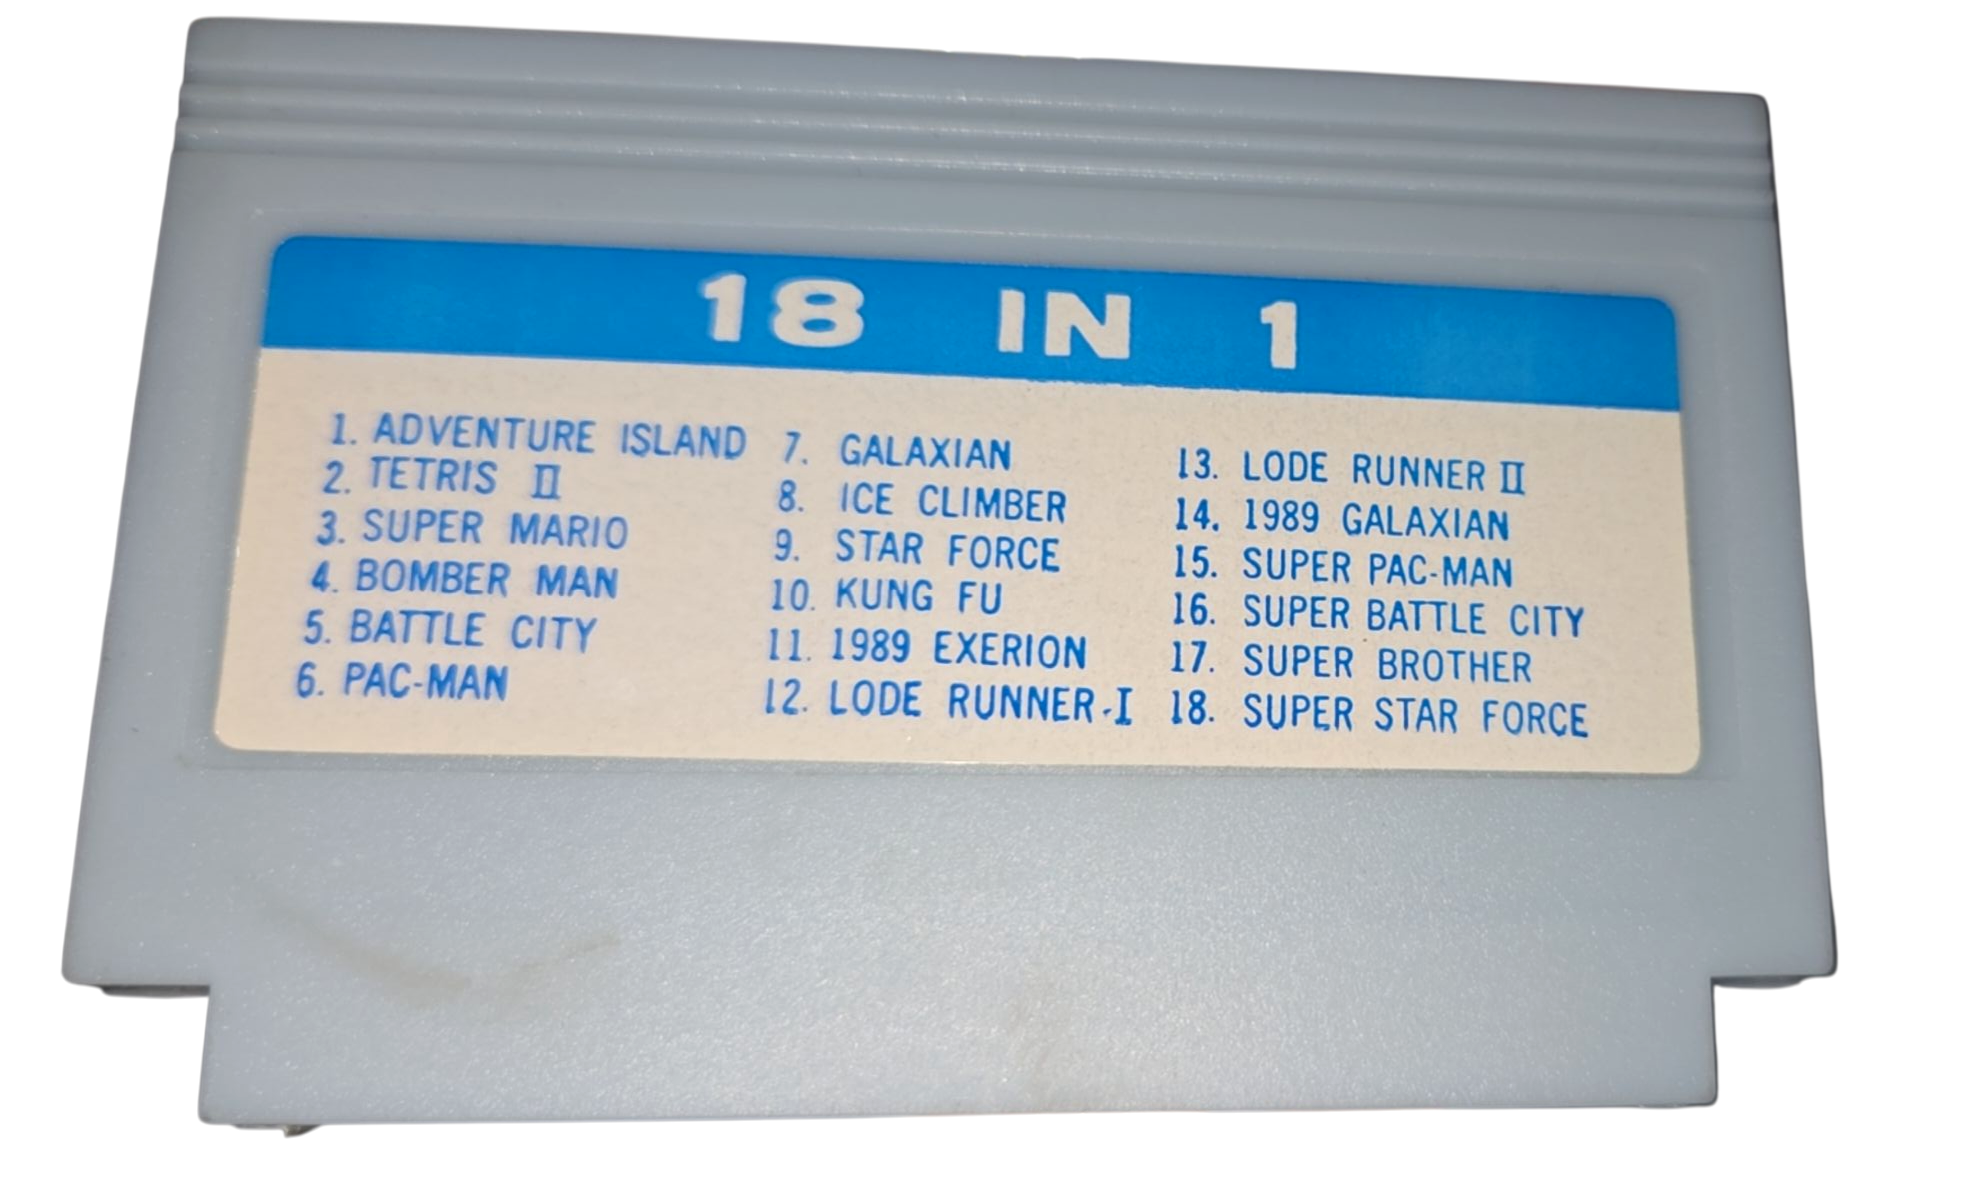 18 IN 1
1. ADVENTURE ISLAND
2. TETRIS II
3. SUPER MARIO
4. BOMBER MAN
5. BATTLE CITY
6. PAC-MAN
7. GALAXIAN
8. ICE CLIMBER
9. STAR FORCE
10. KUNG FU
11. 1989 EXERION
12. LODE RUNNER-I
13. LODE RUNNER II
14. 1989 GALAXIAN
15. SUPER PAC-MAN
16. SUPER BATTLE CITY
17. SUPER BROTHER
18. SUPER STAR FORCE